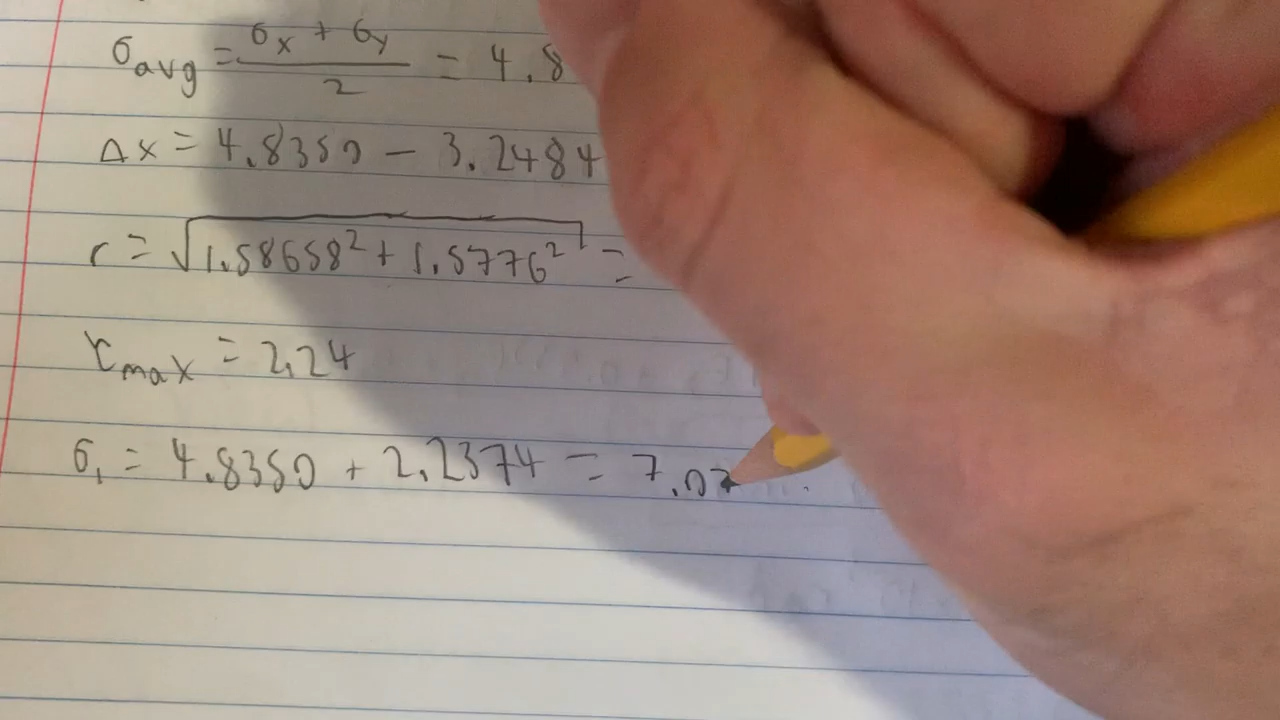 σavg = σx + σy / 2 = 4.8
Δx = 4.8350 - 3.2484
r = √1.58658² + 1.5776² =
τmax = 2.24
σ1 = 4.8350 + 2.2374 = 7.07